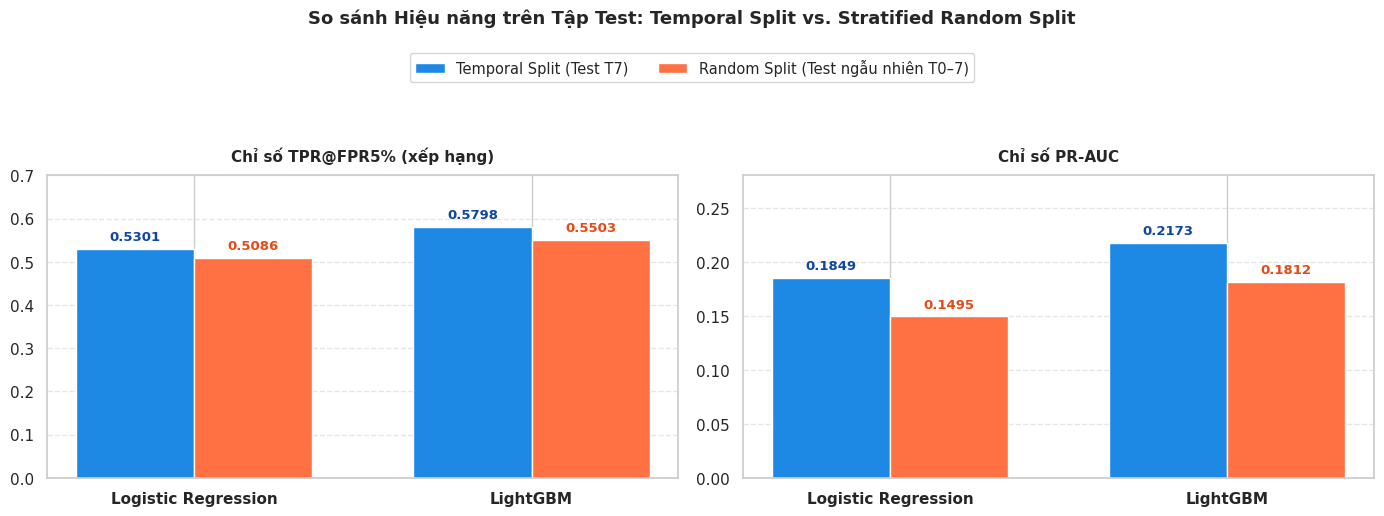 So sánh Hiệu năng trên Tập Test: Temporal Split vs. Stratified Random Split
Temporal Split (Test T7)
Random Split (Test ngẫu nhiên T0–7)
Chỉ số TPR@FPR5% (xếp hạng)
0.7
0.6
0.5
0.4
0.3
0.2
0.1
0.0
0.5301
0.5086
0.5798
0.5503
Logistic Regression
LightGBM
Chỉ số PR-AUC
0.25
0.20
0.15
0.10
0.05
0.00
0.1849
0.1495
0.2173
0.1812
Logistic Regression
LightGBM